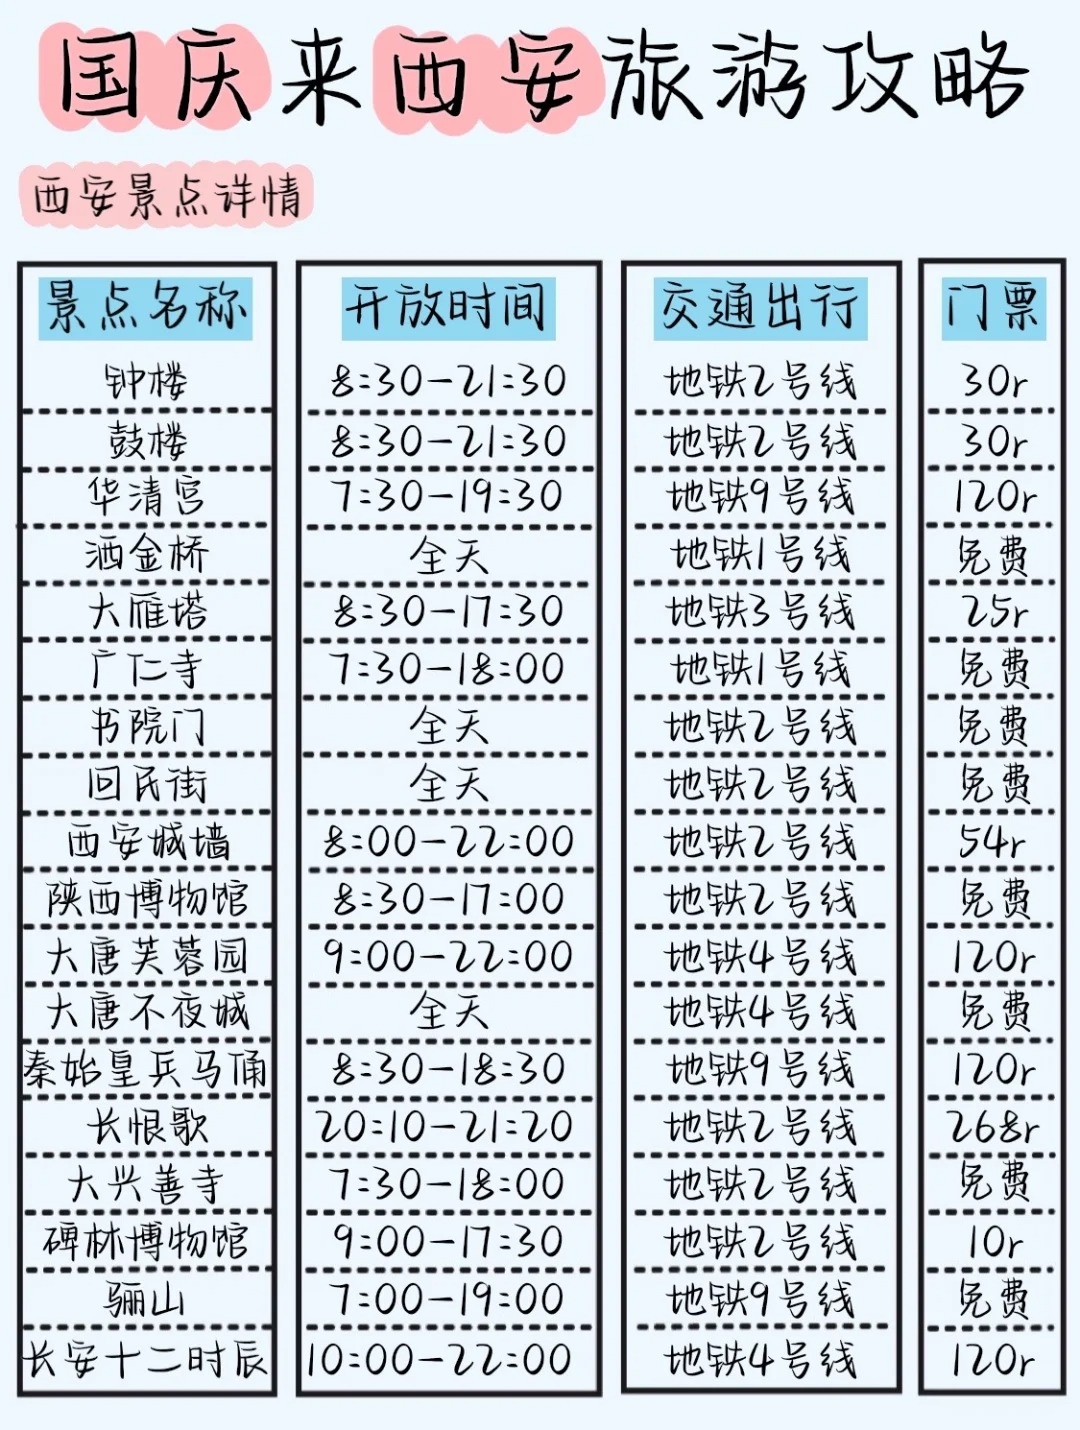 国庆来西安旅游攻略
西安景点详情
景点名称 开放时间 交通出行 门票
钟楼 8:30-21:30 地铁2号线 30r
鼓楼 8:30-21:30 地铁2号线 30r
华清宫 7:30-19:30 地铁9号线 120r
洒金桥 全天 地铁1号线 免费
大雁塔 8:30-17:30 地铁3号线 25r
广仁寺 7:30-18:00 地铁1号线 免费
书院门 全天 地铁2号线 免费
回民街 全天 地铁2号线 免费
西安城墙 8:00-22:00 地铁2号线 54r
陕西博物馆 8:30-17:00 地铁2号线 免费
大唐芙蓉园 9:00-22:00 地铁4号线 120r
大唐不夜城 全天 地铁4号线 免费
秦始皇兵马俑 8:30-18:30 地铁9号线 120r
长恨歌 20:10-21:20 地铁2号线 268r
大兴善寺 7:30-18:00 地铁2号线 免费
碑林博物馆 9:00-17:30 地铁2号线 10r
骊山 7:00-19:00 地铁9号线 免费
长安十二时辰 10:00-22:00 地铁4号线 120r